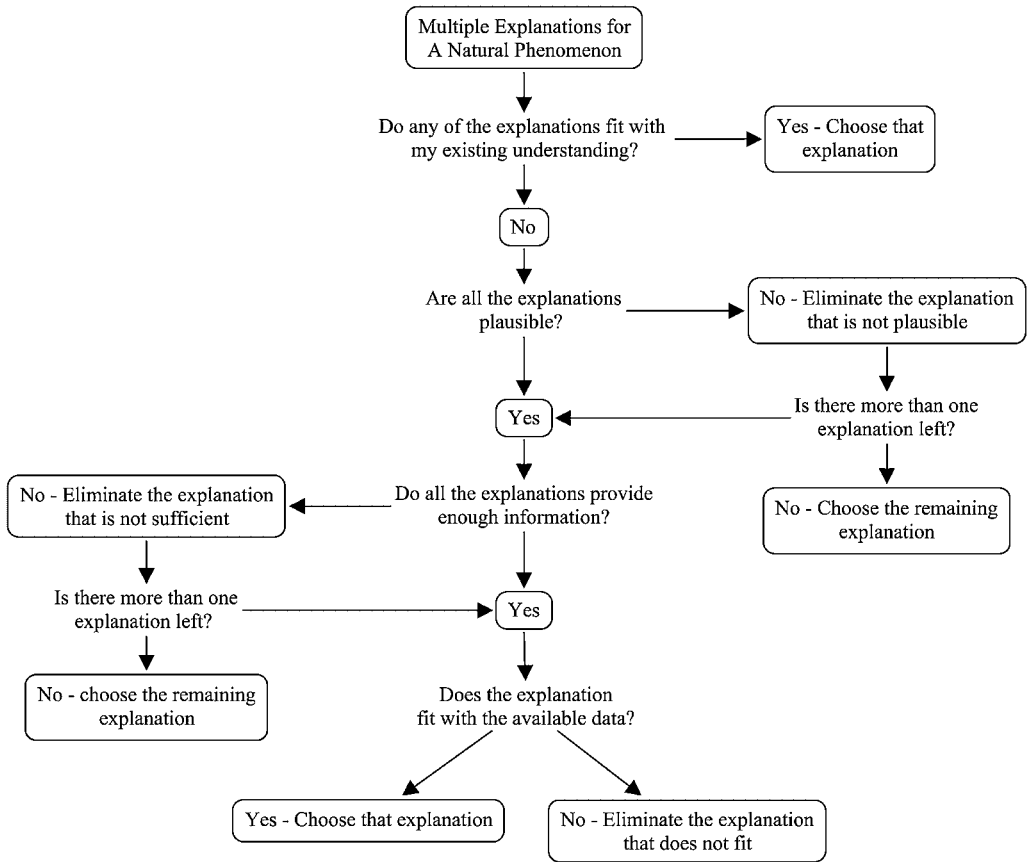 Multiple Explanations for
A Natural Phenomenon
Do any of the explanations fit with
my existing understanding?
Yes - Choose that
explanation
No
Are all the explanations
plausible?
No - Eliminate the explanation
that is not plausible
Yes
Is there more than one
explanation left?
No - Eliminate the explanation
that is not sufficient
Do all the explanations provide
enough information?
No - Choose the remaining
explanation
Is there more than one
explanation left?
Yes
No - choose the remaining
explanation
Does the explanation
fit with the available data?
Yes - Choose that explanation
No - Eliminate the explanation
that does not fit